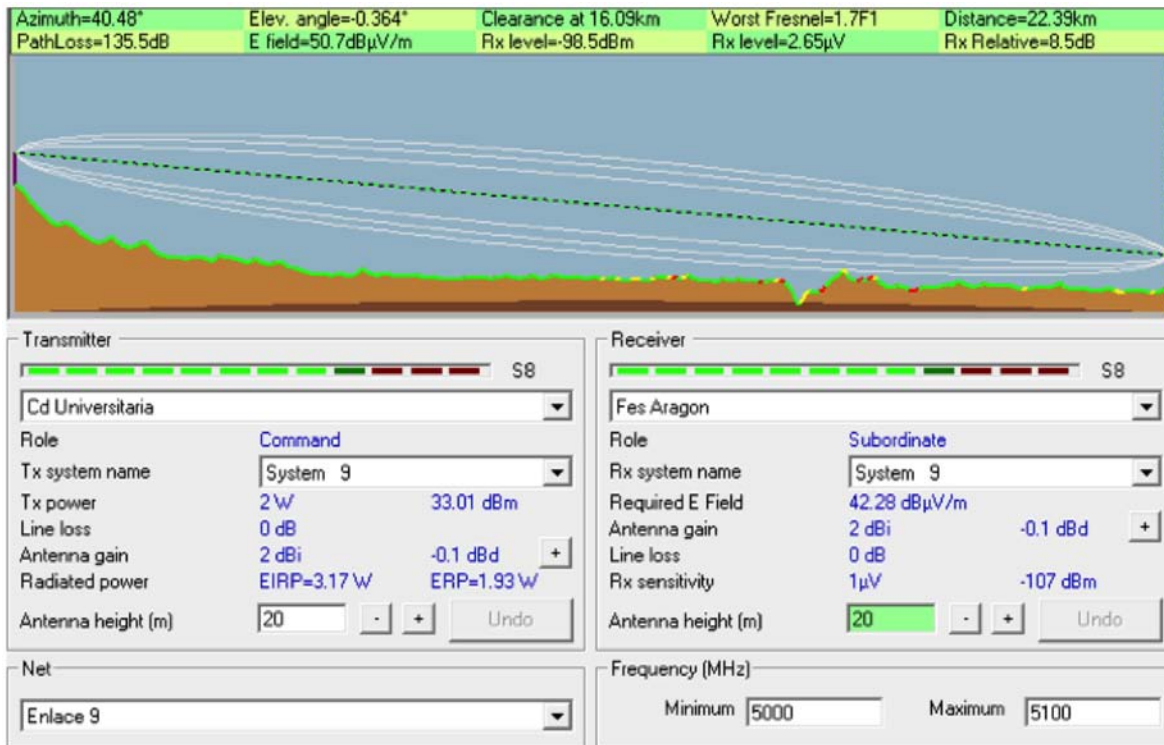 Azimuth=40.48° Elev. angle=-0.364° Clearance at 16.09km Worst Fresnel=1.7F1 Distance=22.39km
PathLoss=135.5dB E field=50.7dBμV/m Rx level=-98.5dBm Rx level=2.65μV Rx Relative=8.5dB
Transmitter
S8
Cd Universitaria
Role Command
Tx system name System 9
Tx power 2 W 33.01 dBm
Line loss 0 dB
Antenna gain 2 dBi -0.1 dBd +
Radiated power EIRP=3.17 W ERP=1.93 W
Antenna height (m) 20 - + Undo
Net
Enlace 9
Receiver
S8
Fes Aragon
Role Subordinate
Rx system name System 9
Required E Field 42.28 dBμV/m
Antenna gain 2 dBi -0.1 dBd +
Line loss 0 dB
Rx sensitivity 1μV -107 dBm
Antenna height (m) 20 - + Undo
Frequency (MHz)
Minimum 5000 Maximum 5100